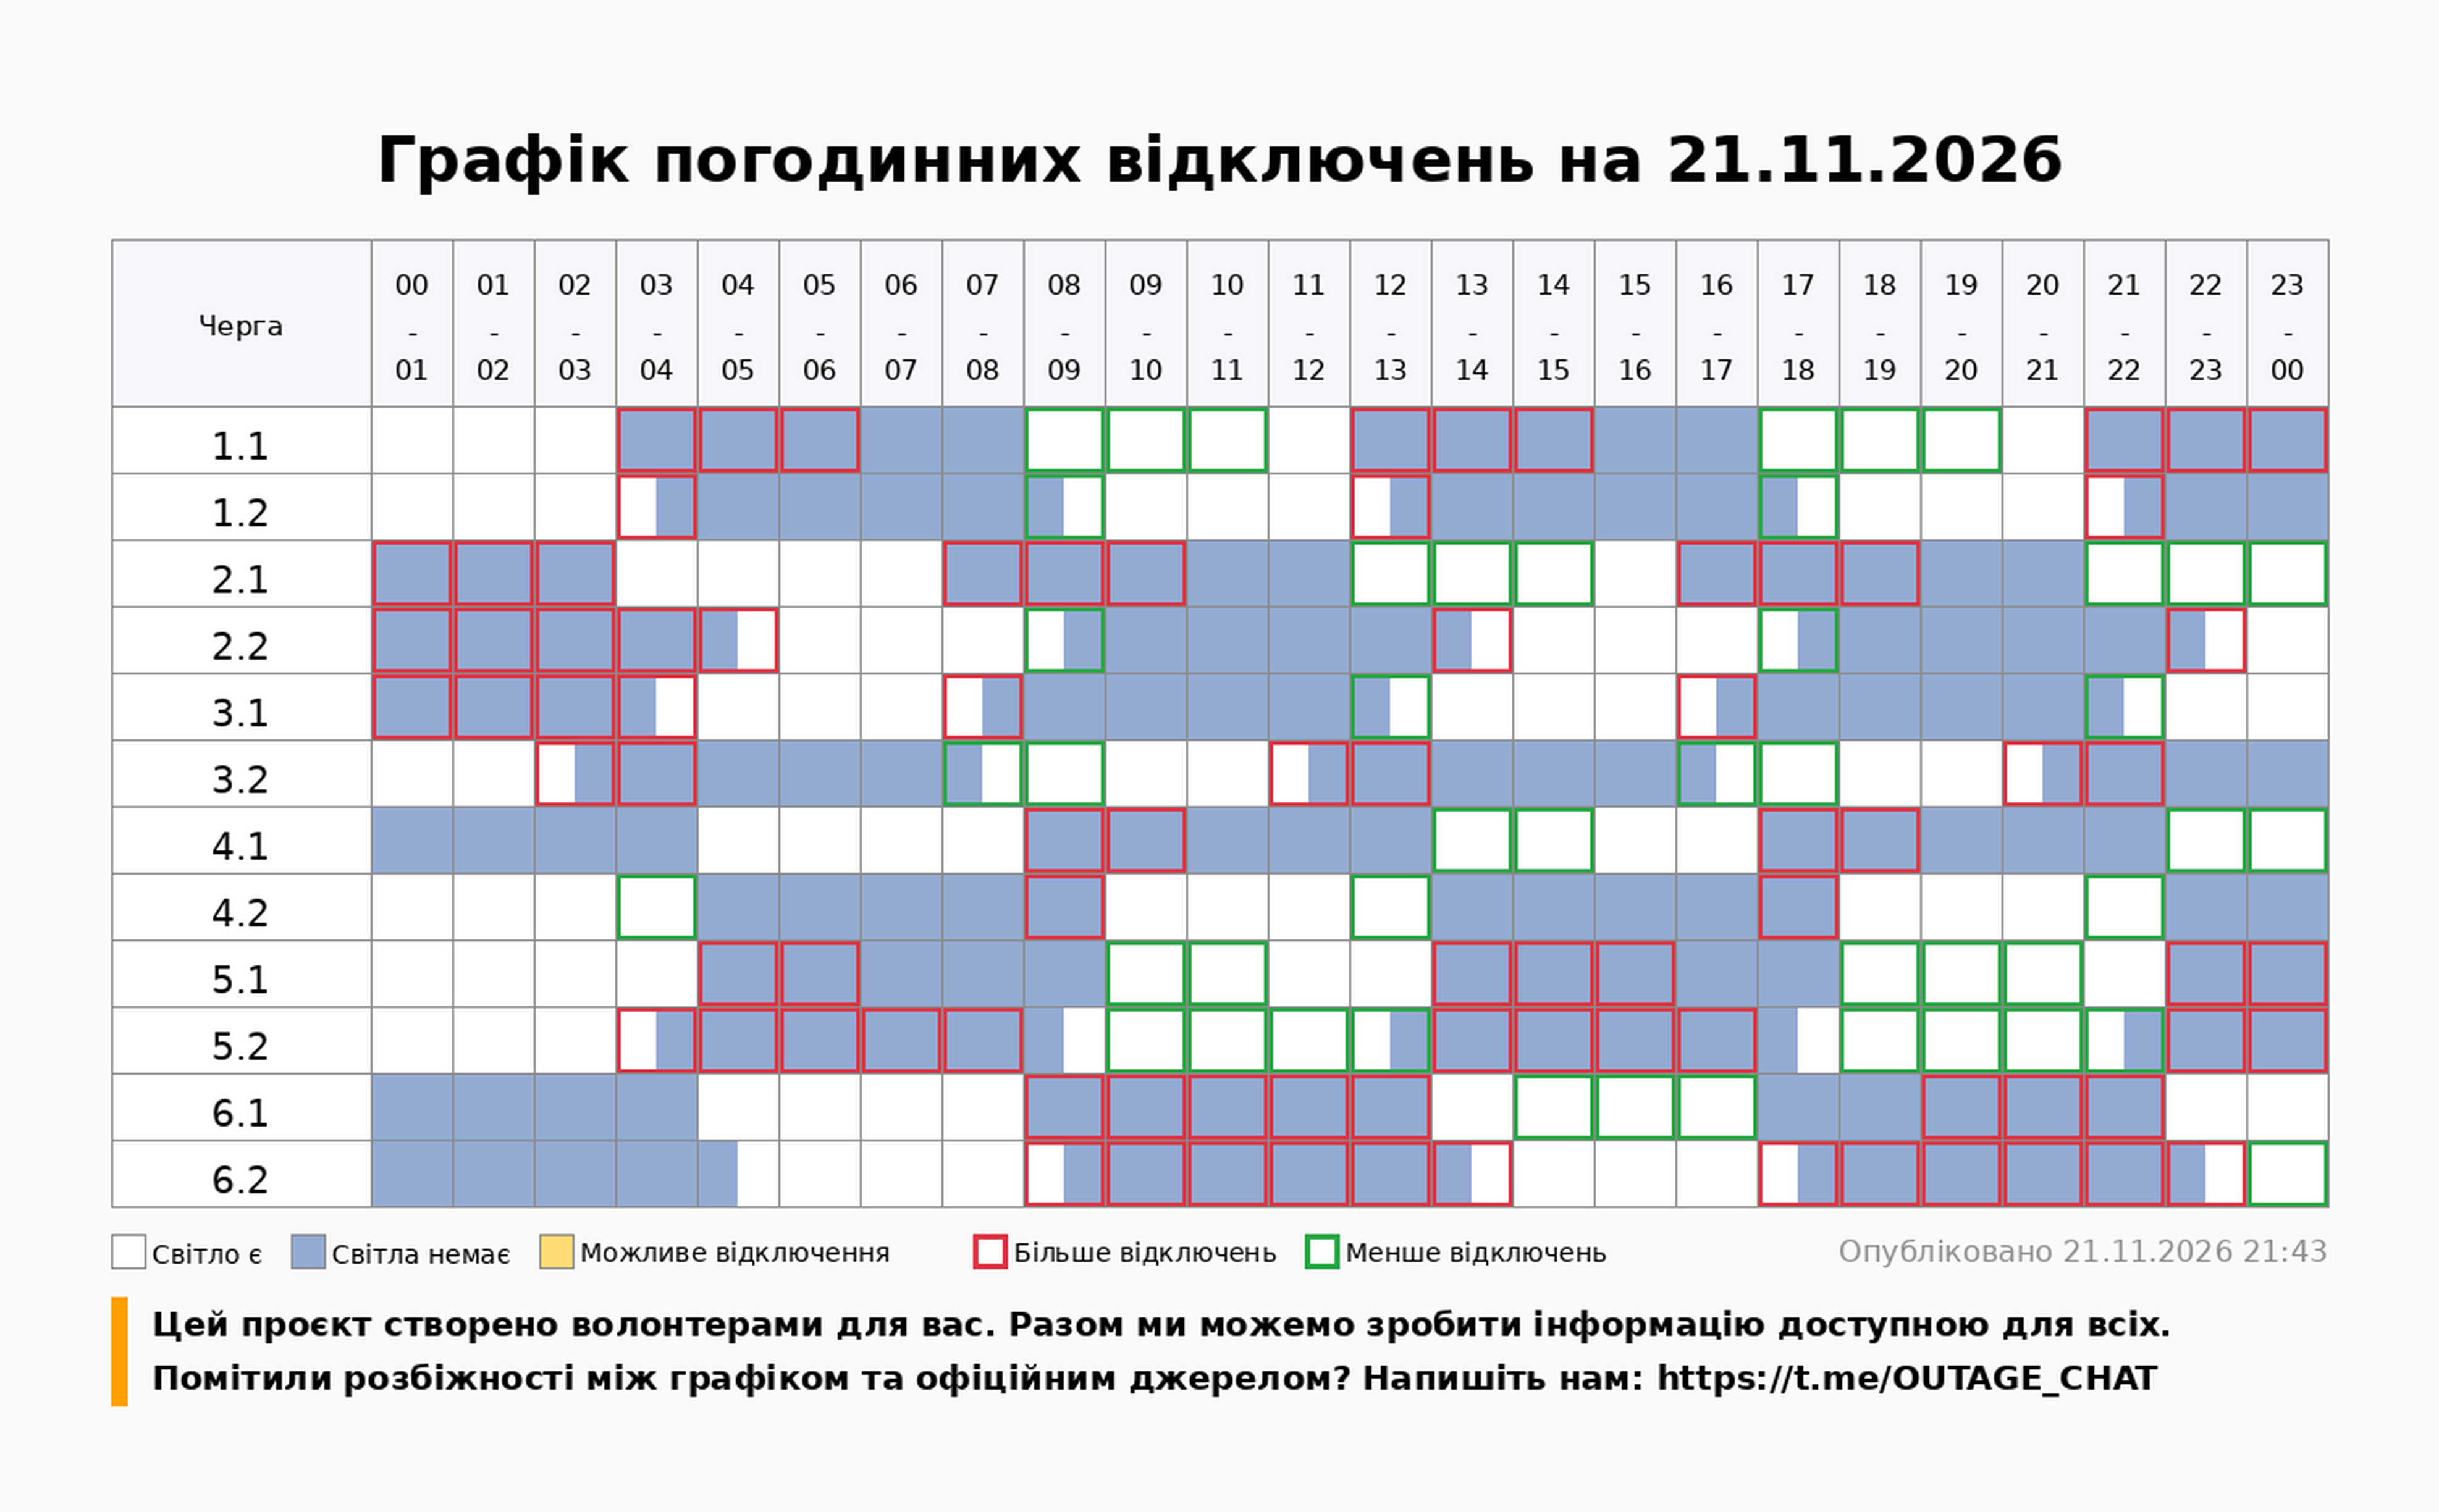 Графік погодинних відключень на 21.11.2026
Черга 00 - 01 01 - 02 02 - 03 03 - 04 04 - 05 05 - 06 06 - 07 07 - 08 08 - 09 09 - 10 10 - 11 11 - 12 12 - 13 13 - 14 14 - 15 15 - 16 16 - 17 17 - 18 18 - 19 19 - 20 20 - 21 21 - 22 22 - 23 23 - 00
1.1
1.2
2.1
2.2
3.1
3.2
4.1
4.2
5.1
5.2
6.1
6.2
Світло є Світла немає Можливе відключення Більше відключень Менше відключень Опубліковано 21.11.2026 21:43
Цей проєкт створено волонтерами для вас. Разом ми можемо зробити інформацію доступною для всіх.
Помітили розбіжності між графіком та офіційним джерелом? Напишіть нам: https://t.me/OUTAGE_CHAT